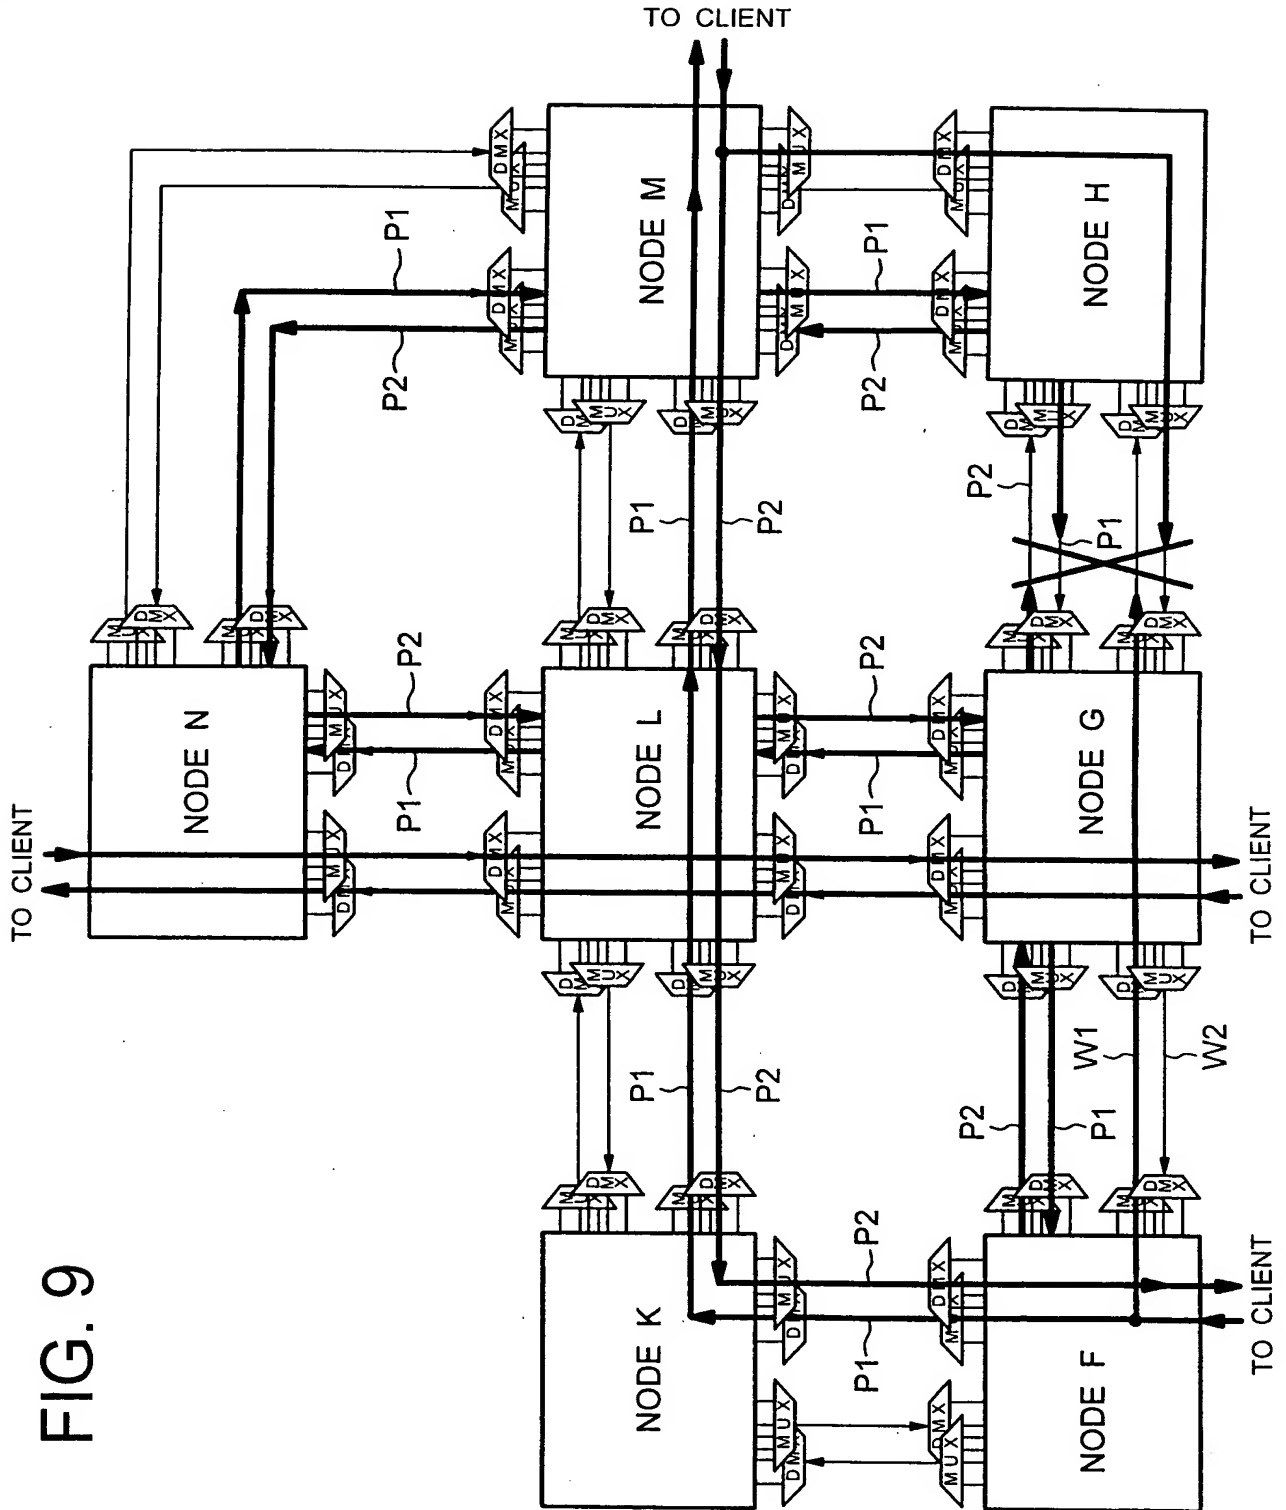 FIG. 9
TO CLIENT
TO CLIENT
NODE N
NODE M
P1
P2
P2
P1
DMX
MUX
NODE K
NODE L
P1
P2
P1
P2
P1
P2
P1
P2
P1
P2
NODE F
NODE G
NODE H
P2
P1
W1
W2
P2
P1
TO CLIENT
TO CLIENT